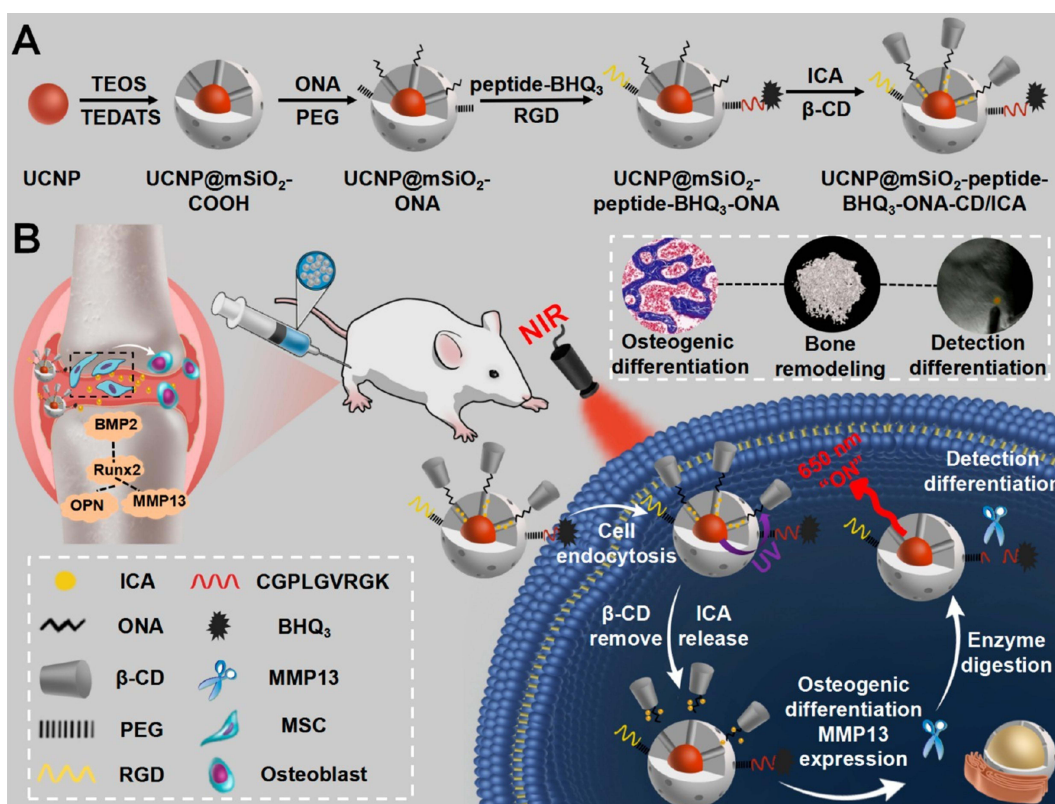 A
TEOS
TEDATS
ONA
PEG
peptide-BHQ₃
RGD
ICA
β-CD
UCNP
UCNP@mSiO₂-
COOH
UCNP@mSiO₂-
ONA
UCNP@mSiO₂-
peptide-BHQ₃-ONA
UCNP@mSiO₂-peptide-
BHQ₃-ONA-CD/ICA
B
BMP2
Runx2
OPN
MMP13
NIR
Osteogenic
differentiation
Bone
remodeling
Detection
differentiation
Cell
endocytosis
UV
β-CD
remove
ICA
release
Osteogenic
differentiation
MMP13
expression
Enzyme
digestion
650 nm
“ON”
Detection
differentiation
ICA
CGPLGVRGK
ONA
BHQ₃
β-CD
MMP13
PEG
MSC
RGD
Osteoblast